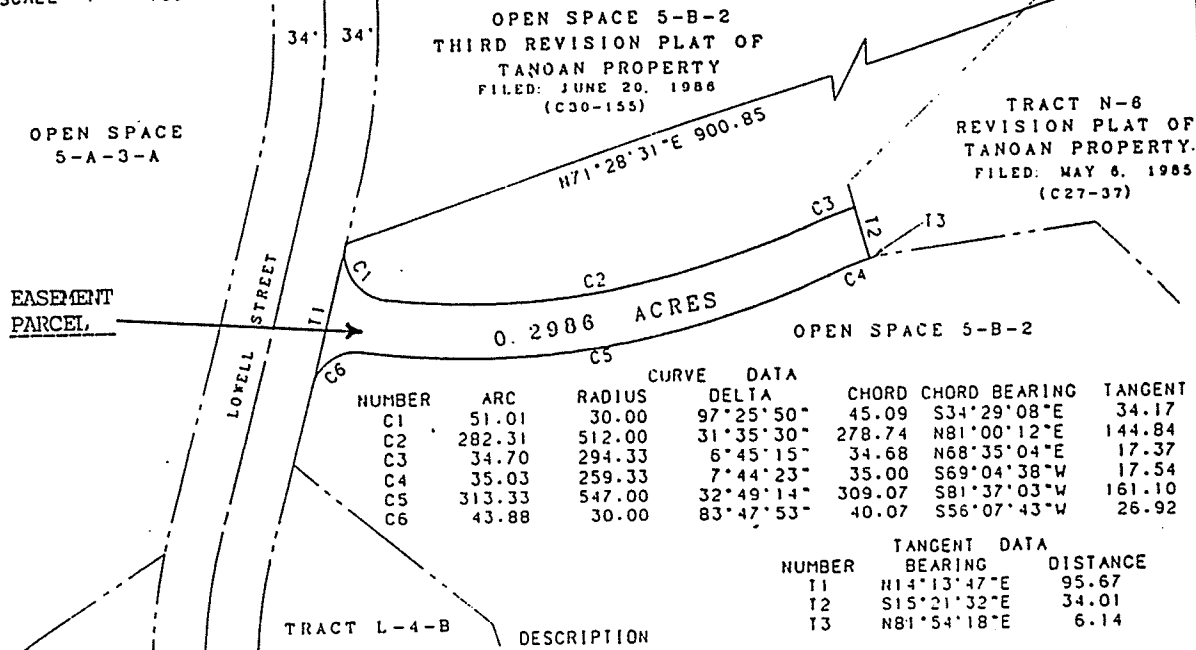 34' 34'
OPEN SPACE 5-B-2
THIRD REVISION PLAT OF
TANOAN PROPERTY
FILED: JUNE 20, 1986
(C30-155)
OPEN SPACE
5-A-3-A
TRACT N-6
REVISION PLAT OF
TANOAN PROPERTY.
FILED: MAY 6, 1985
(C27-37)
N71°28'31"E 900.85
C3
T2
T3
C1
C2
C4
EASEMENT
PARCEL
LOWELL STREET
T1
0.2986 ACRES
OPEN SPACE 5-B-2
C5
C6
CURVE DATA
NUMBER ARC RADIUS DELTA CHORD CHORD BEARING TANGENT
C1 51.01 30.00 97°25'50" 45.09 S34°29'08"E 34.17
C2 282.31 512.00 31°35'30" 278.74 N81°00'12"E 144.84
C3 34.70 294.33 6°45'15" 34.68 N68°35'04"E 17.37
C4 35.03 259.33 7°44'23" 35.00 S69°04'38"W 17.54
C5 313.33 547.00 32°49'14" 309.07 S81°37'03"W 161.10
C6 43.88 30.00 83°47'53" 40.07 S56°07'43"W 26.92
TANGENT DATA
NUMBER BEARING DISTANCE
T1 N14°13'47"E 95.67
T2 S15°21'32"E 34.01
T3 N81°54'18"E 6.14
TRACT L-4-B
DESCRIPTION